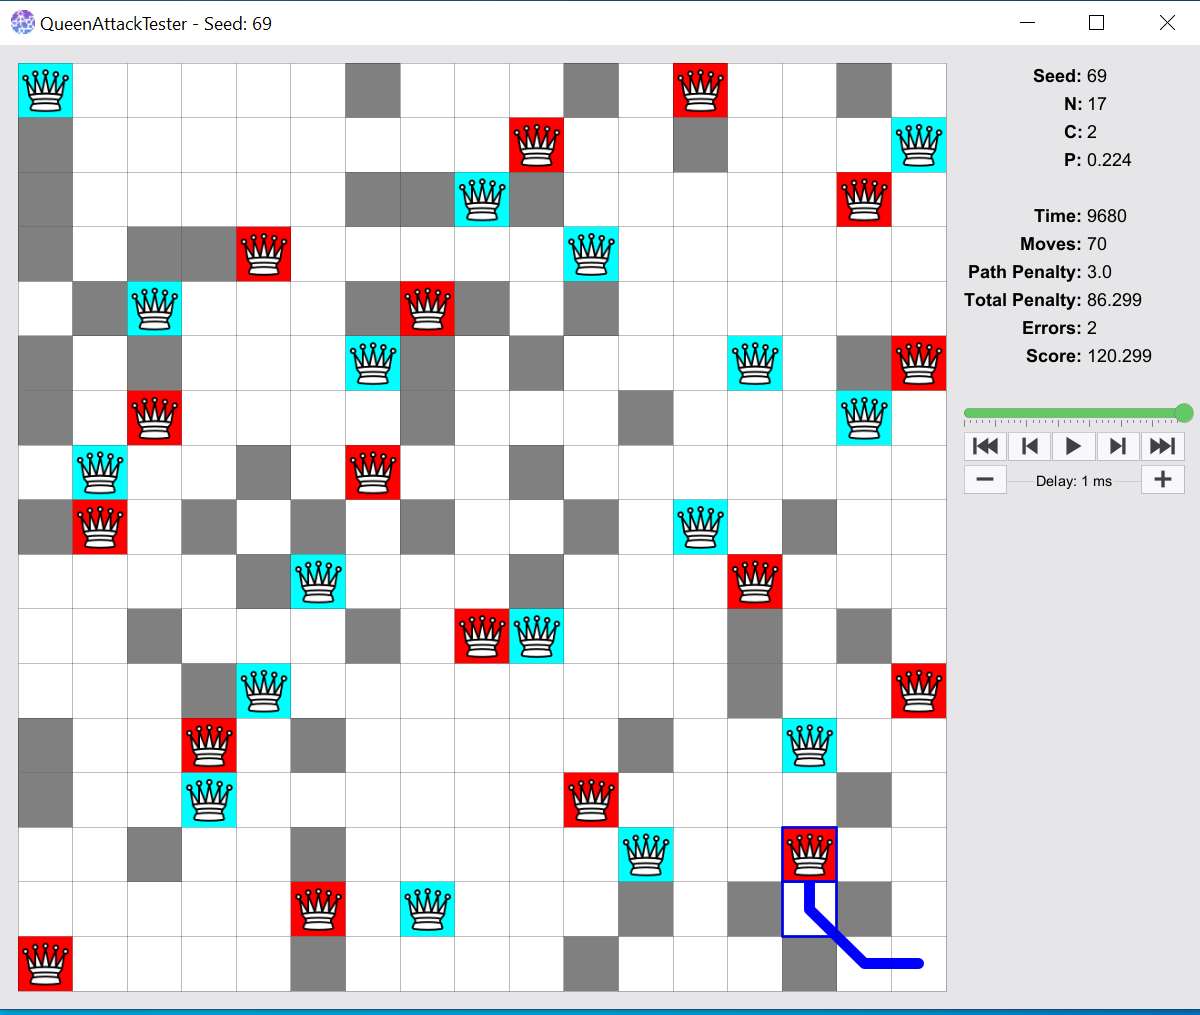 QueenAttackTester - Seed: 69
Seed: 69
N: 17
C: 2
P: 0.224
Time: 9680
Moves: 70
Path Penalty: 3.0
Total Penalty: 86.299
Errors: 2
Score: 120.299
Delay: 1 ms